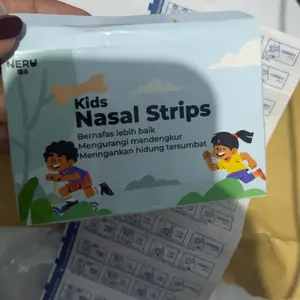 NERU
Kids
Nasal Strips
Bernafas lebih baik
Mengurangi mendengkur
Meringankan hidung tersumbat